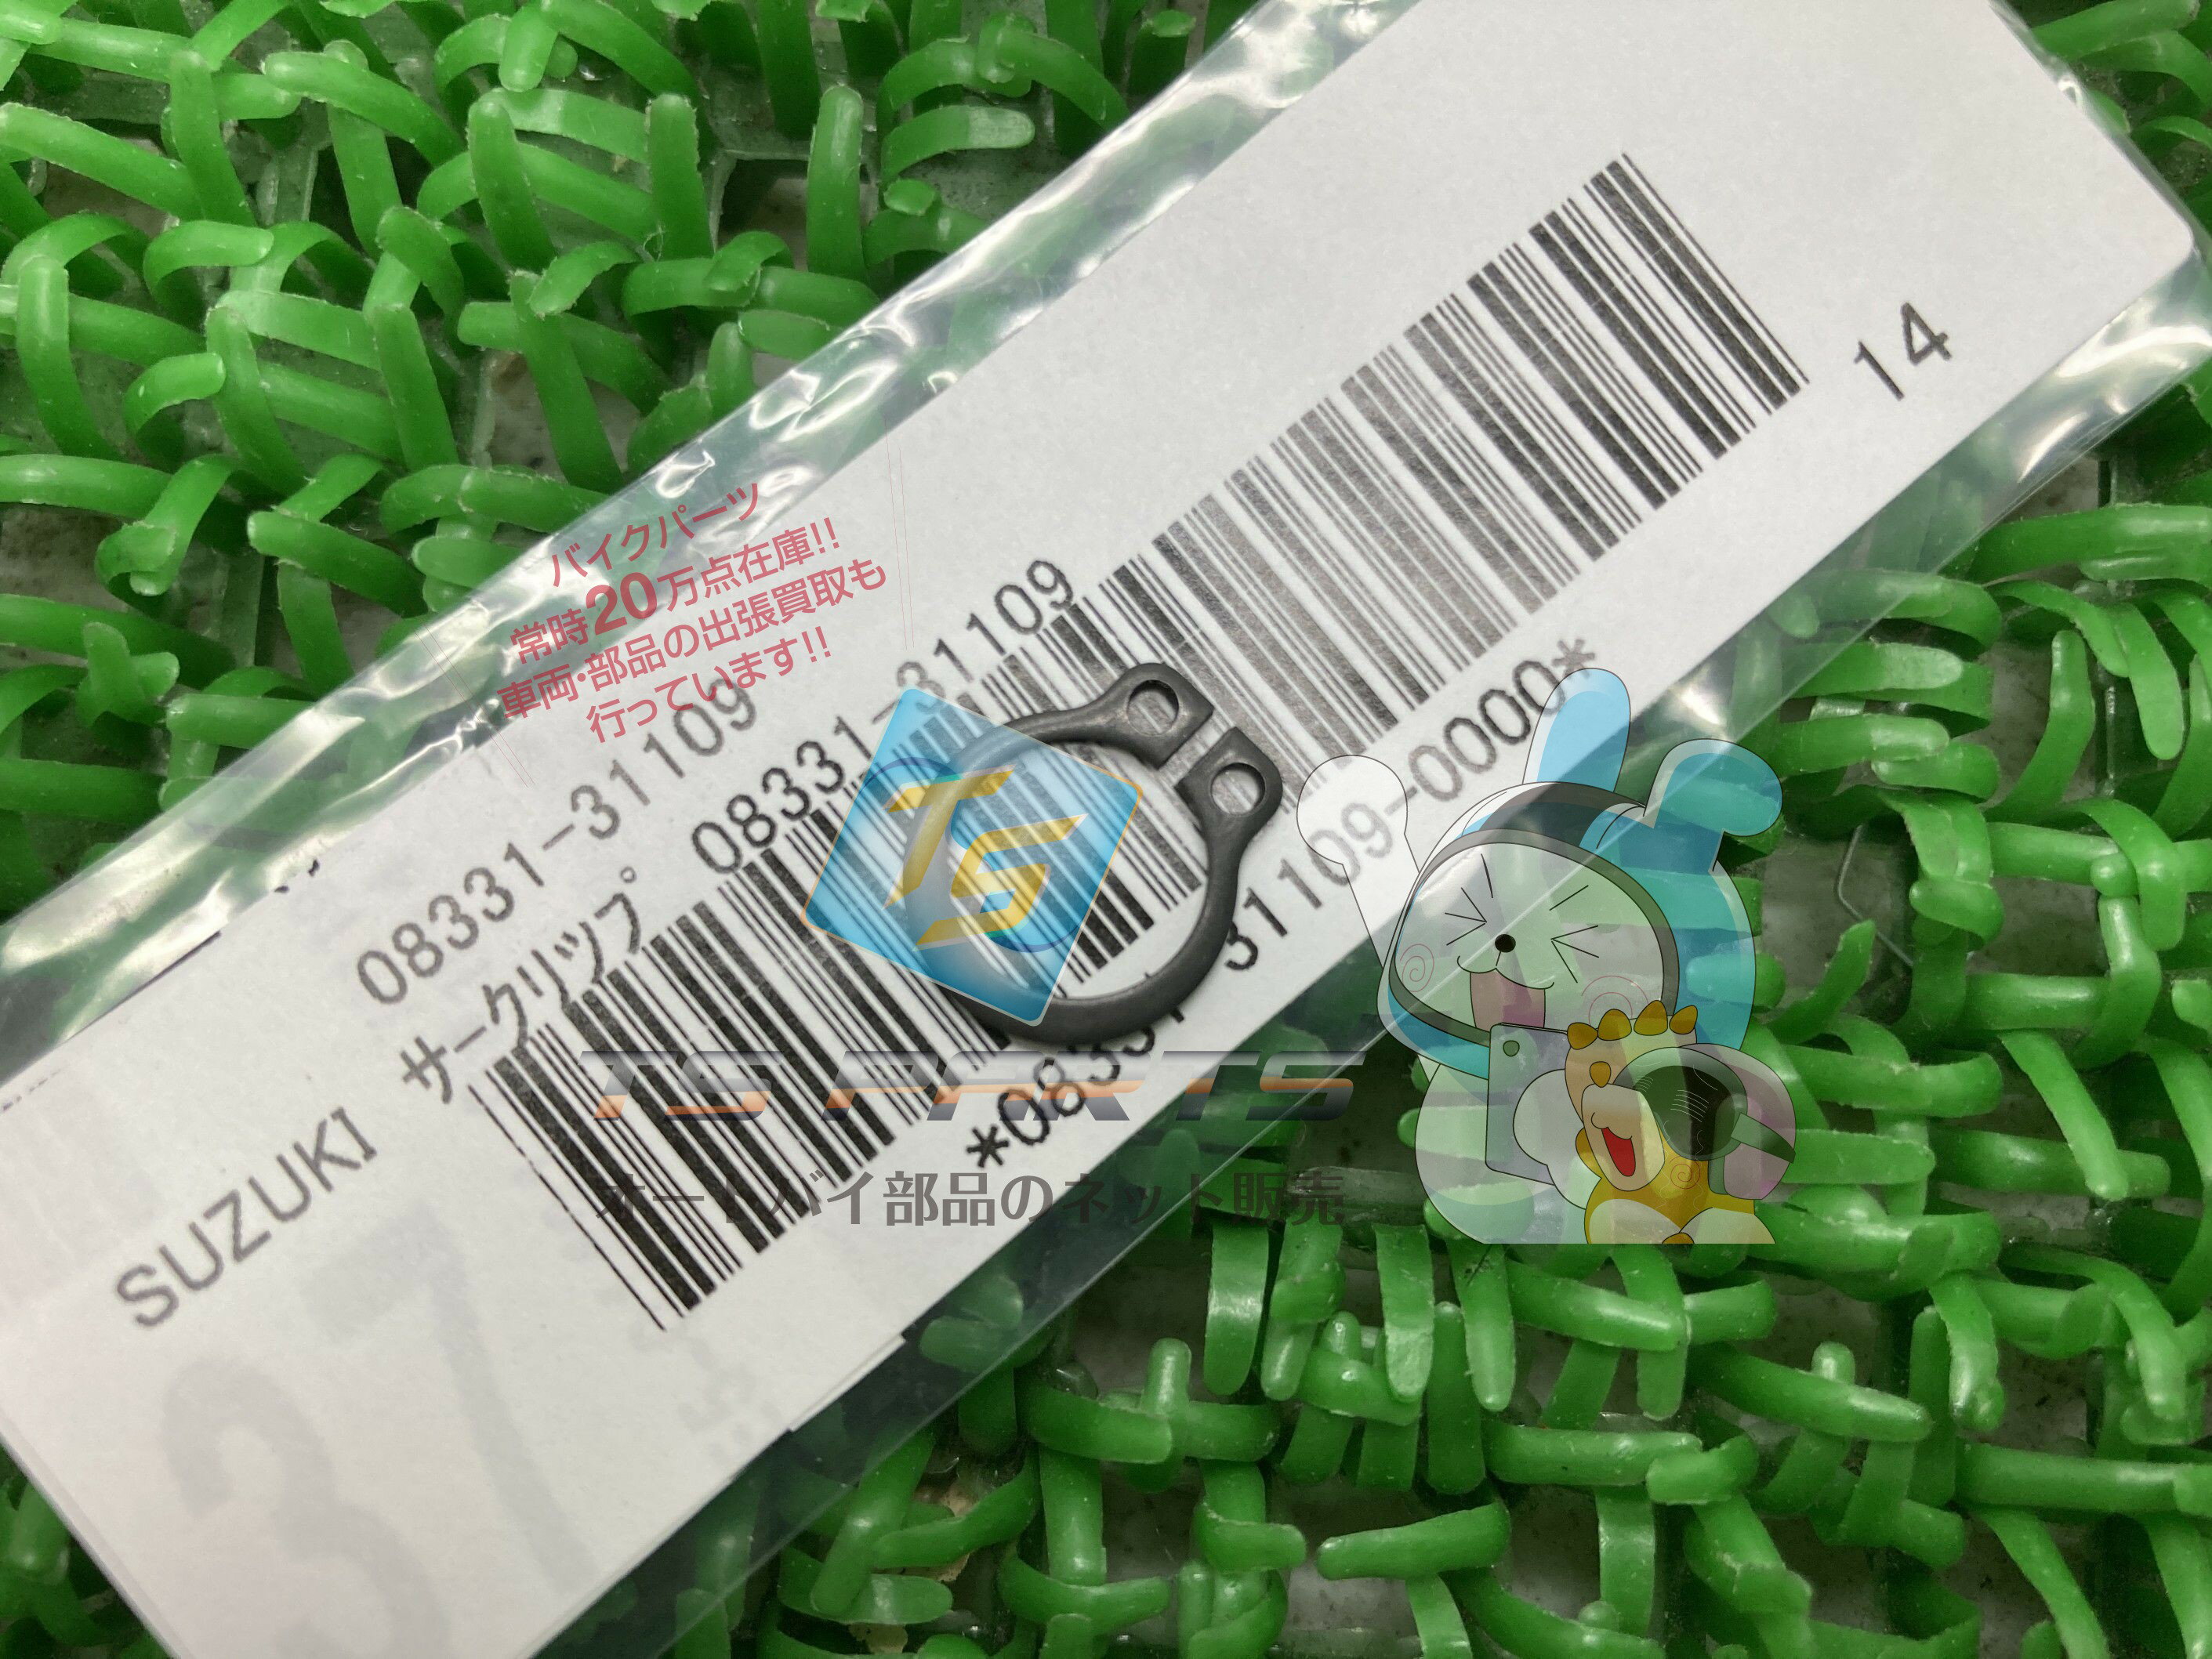 バイクパーツ
常時20万点在庫!!
車両・部品の出張買取も
行っています!!
08331-31109
SUZUKI サークリップ 08331-31109
14
*08331-31109-0000*
TS
TS PARTS
オートバイ部品のネット販売
37